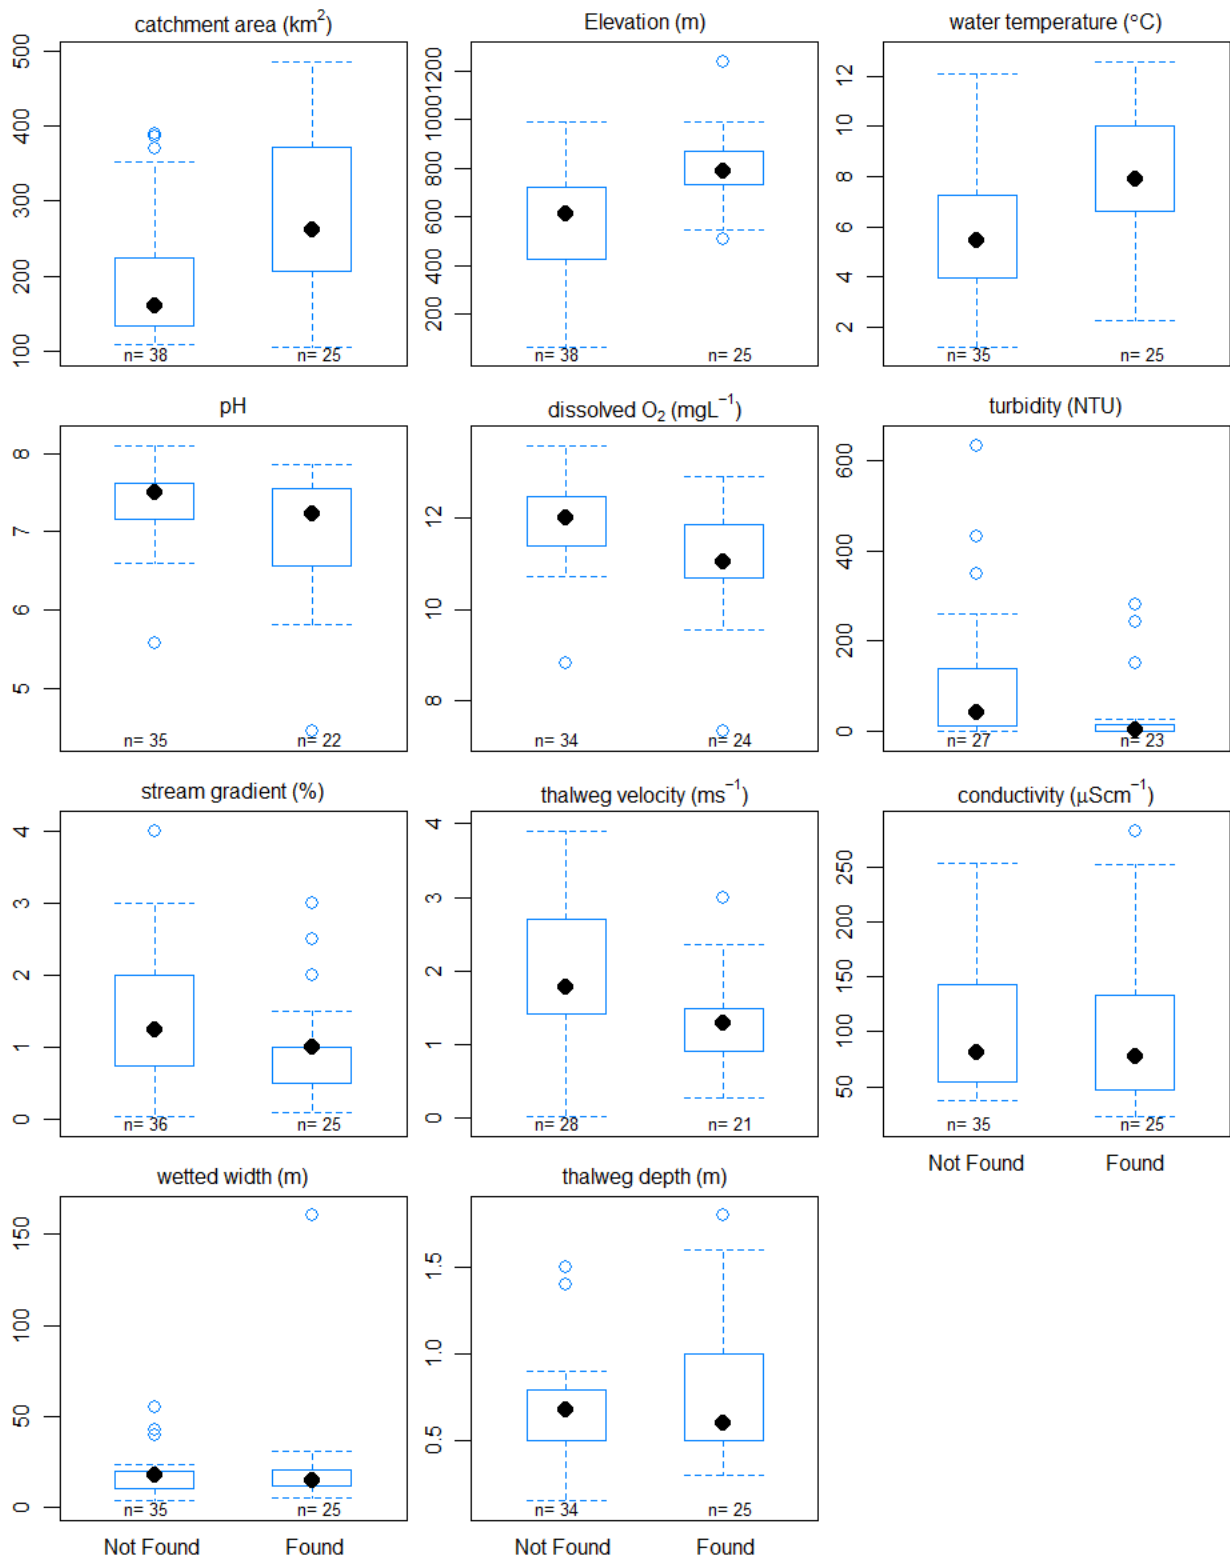 catchment area (km²)
500
400
300
200
100
n= 38
n= 25
Elevation (m)
1200
1000
800
600
400
200
n= 38
n= 25
water temperature (°C)
12
10
8
6
4
2
n= 35
n= 25
pH
8
7
6
5
n= 35
n= 22
dissolved O₂ (mgL⁻¹)
12
10
8
n= 34
n= 24
turbidity (NTU)
600
400
200
0
n= 27
n= 23
stream gradient (%)
4
3
2
1
0
n= 36
n= 25
thalweg velocity (ms⁻¹)
4
3
2
1
0
n= 28
n= 21
conductivity (μScm⁻¹)
250
200
150
100
50
n= 35
n= 25
Not Found Found
wetted width (m)
150
100
50
0
n= 35
n= 25
Not Found Found
thalweg depth (m)
1.5
1.0
0.5
n= 34
n= 25
Not Found Found